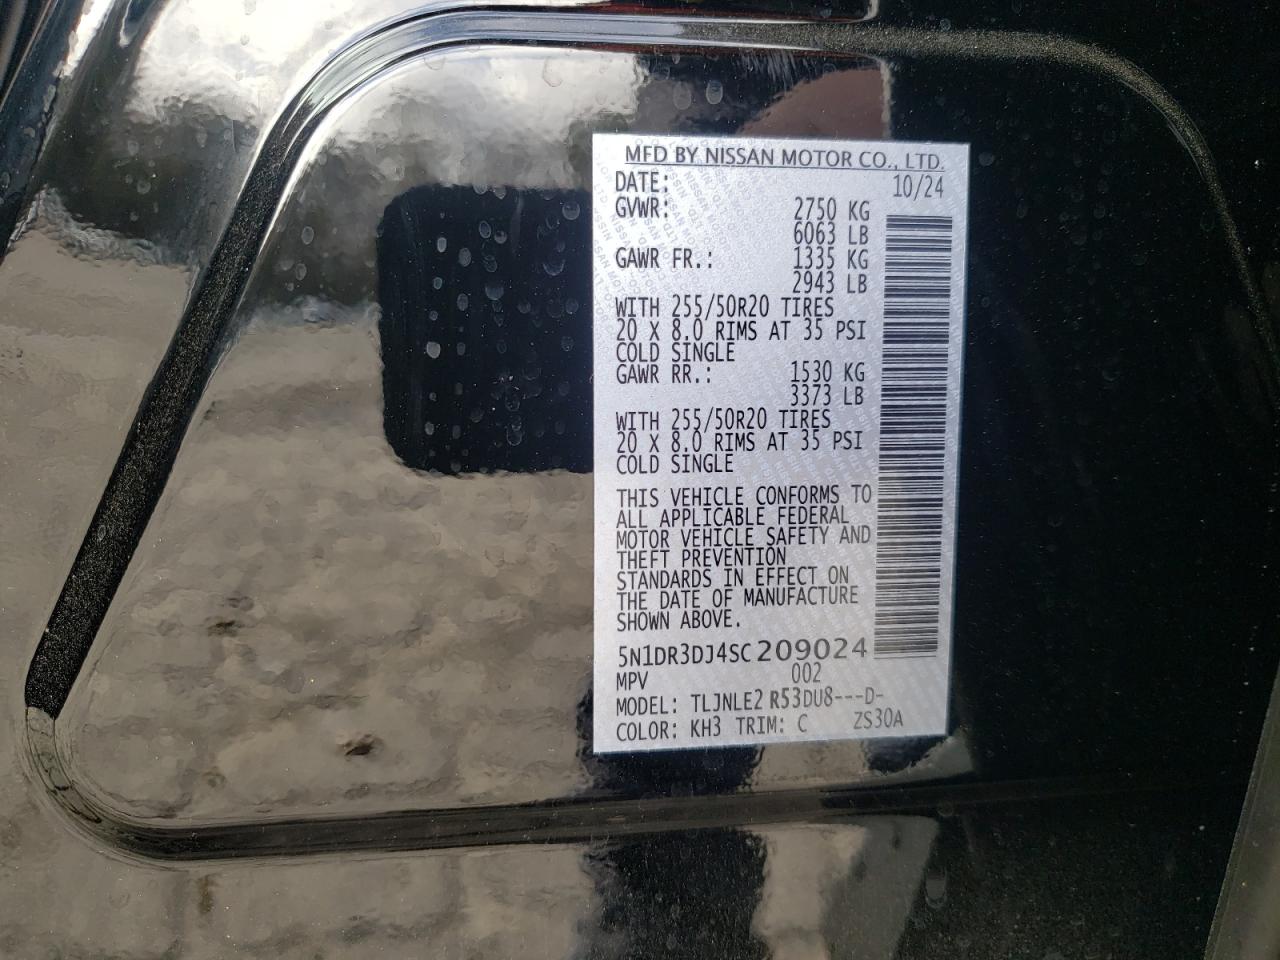 MFD BY NISSAN MOTOR CO., LTD.
DATE: 10/24
GVWR: 2750 KG
6063 LB
GAWR FR.: 1335 KG
2943 LB
WITH 255/50R20 TIRES
20 X 8.0 RIMS AT 35 PSI
COLD SINGLE
GAWR RR.: 1530 KG
3373 LB
WITH 255/50R20 TIRES
20 X 8.0 RIMS AT 35 PSI
COLD SINGLE
THIS VEHICLE CONFORMS TO
ALL APPLICABLE FEDERAL
MOTOR VEHICLE SAFETY AND
THEFT PREVENTION
STANDARDS IN EFFECT ON
THE DATE OF MANUFACTURE
SHOWN ABOVE.
5N1DR3DJ4SC209024
MPV 002
MODEL: TLJNLE2 R53DU8---D-
COLOR: KH3 TRIM: C ZS30A